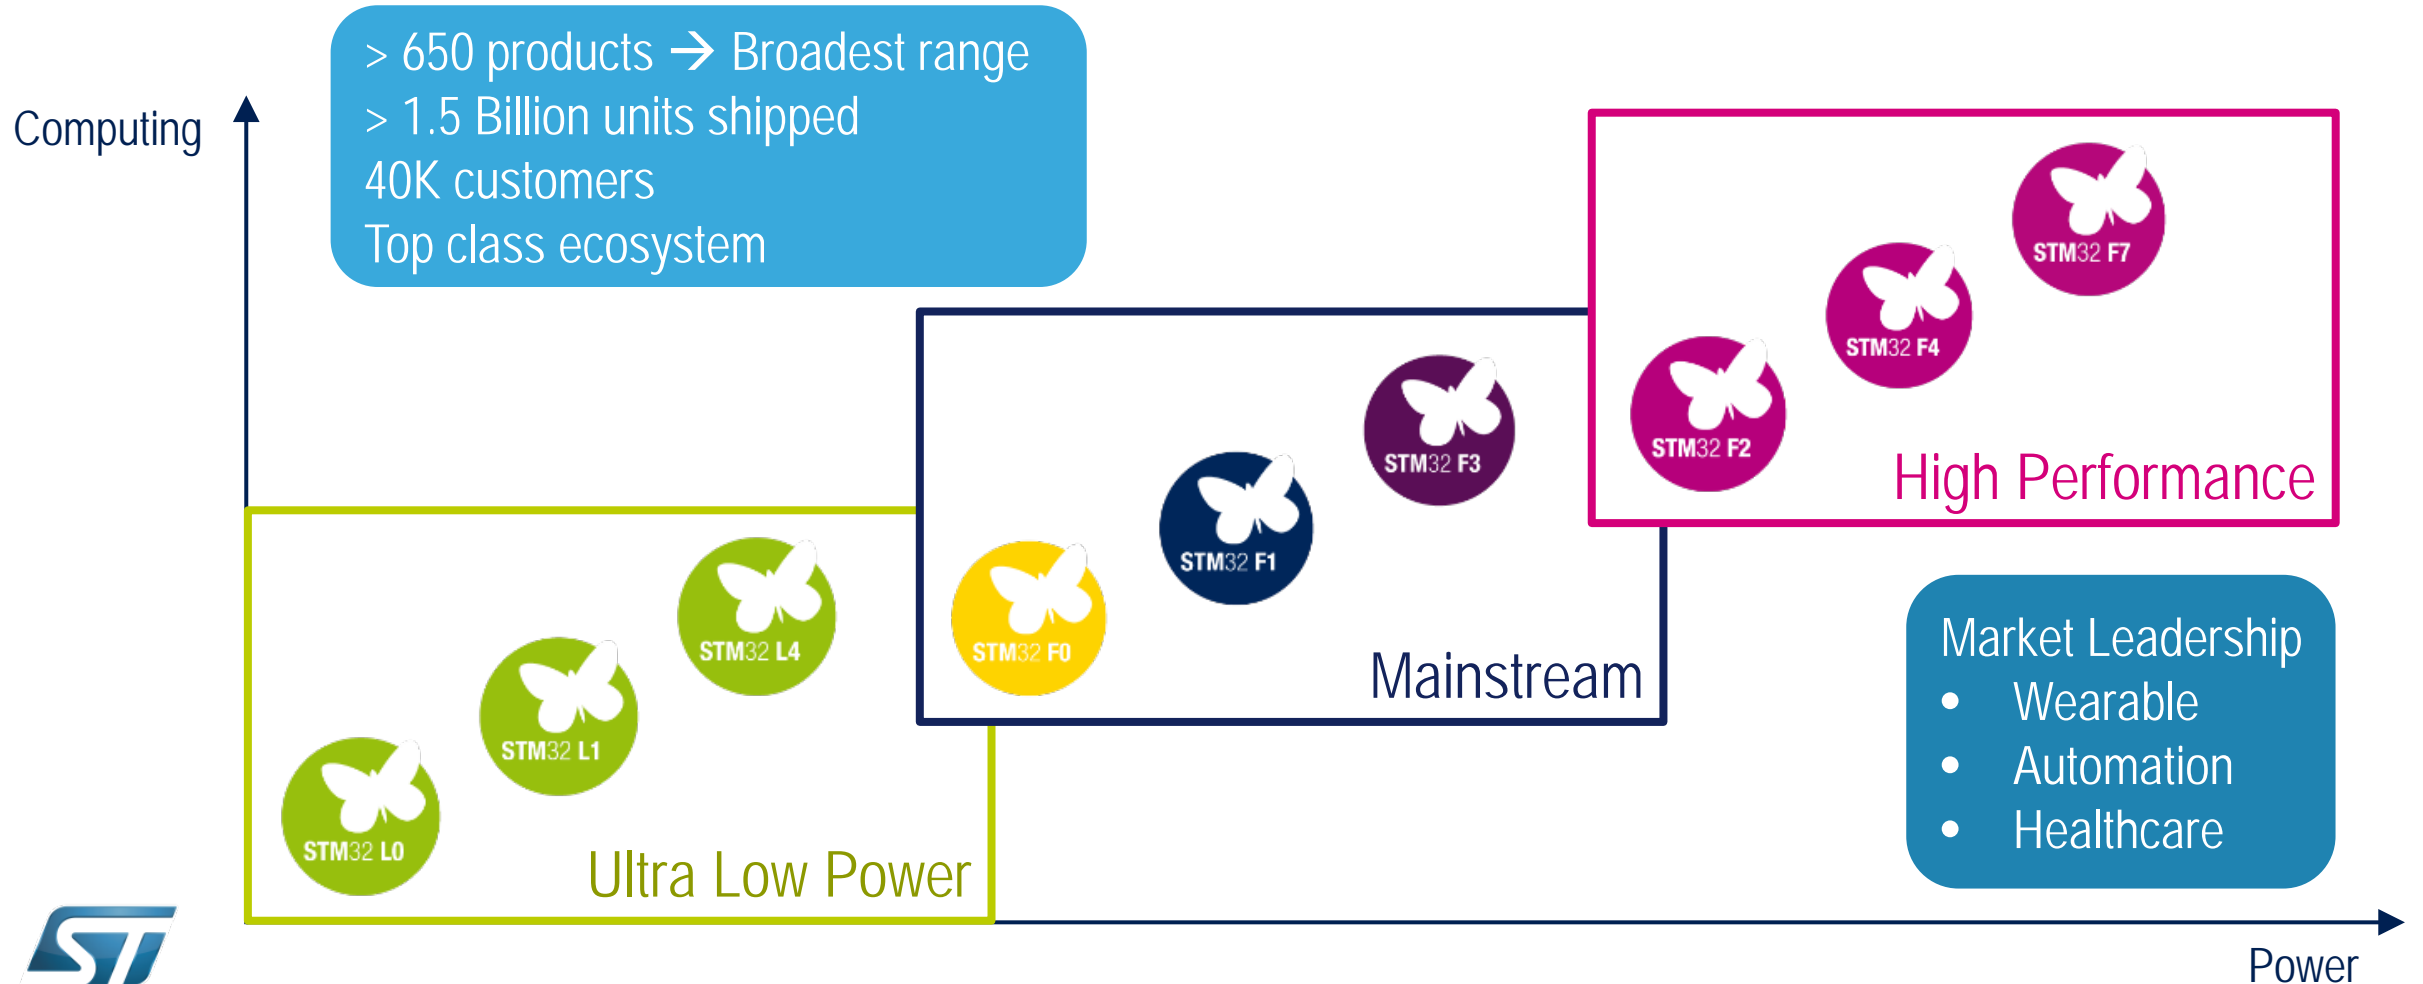 > 650 products → Broadest range
> 1.5 Billion units shipped
40K customers
Top class ecosystem
Computing
STM32 F7
STM32 F4
STM32 F2
High Performance
STM32 F3
STM32 F1
STM32 F0
Mainstream
STM32 L4
STM32 L1
STM32 L0
Ultra Low Power
Market Leadership
• Wearable
• Automation
• Healthcare
ST
Power